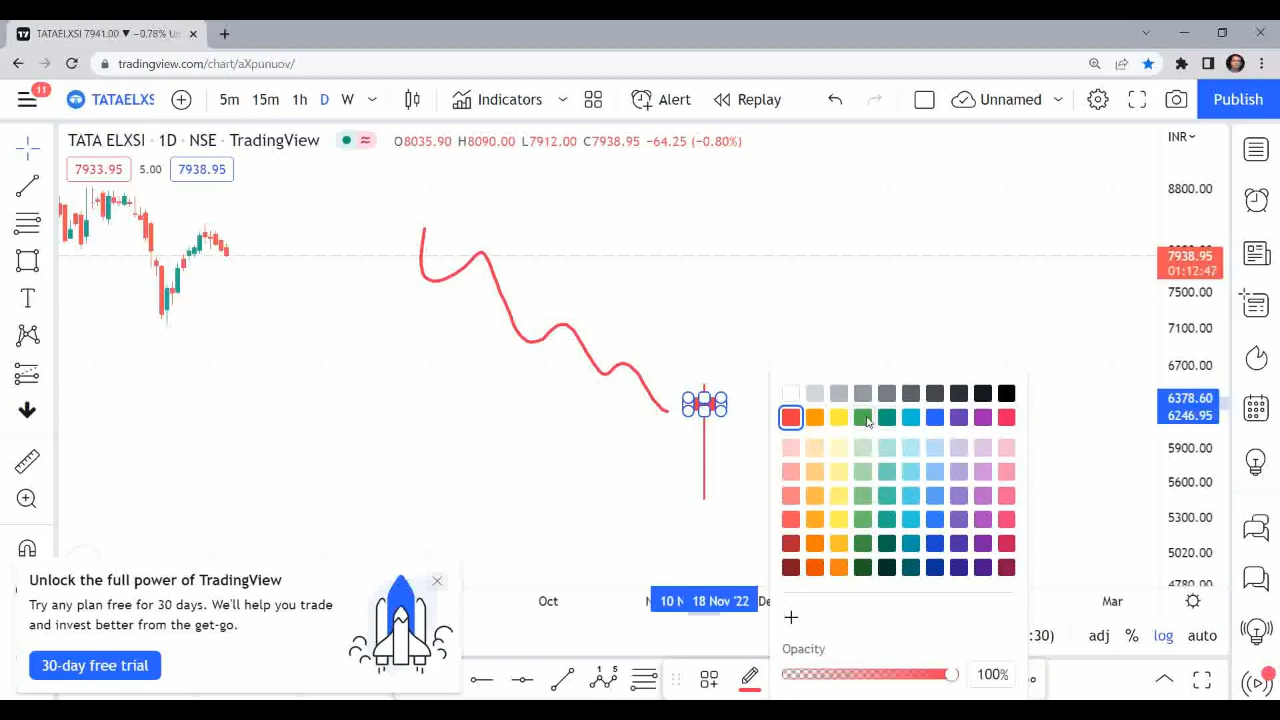 TATAELXSI 7941.00 ▼ −0.78%
tradingview.com/chart/aXpunuov/
11
TATAELXS
5m 15m 1h D W
Indicators
Alert
Replay
Unnamed
Publish
TATA ELXSI · 1D · NSE · TradingView
O8035.90 H8090.00 L7912.00 C7938.95 −64.25 (−0.80%)
INR
7933.95 5.00 7938.95
8800.00
7938.95
01:12:47
7500.00
7100.00
6700.00
6378.60
6246.95
5900.00
5600.00
5300.00
5020.00
4780.00
Oct
18 Nov '22
Mar
Unlock the full power of TradingView
Try any plan free for 30 days. We'll help you trade
and invest better from the get-go.
30-day free trial
:30) adj % log auto
Opacity
100%